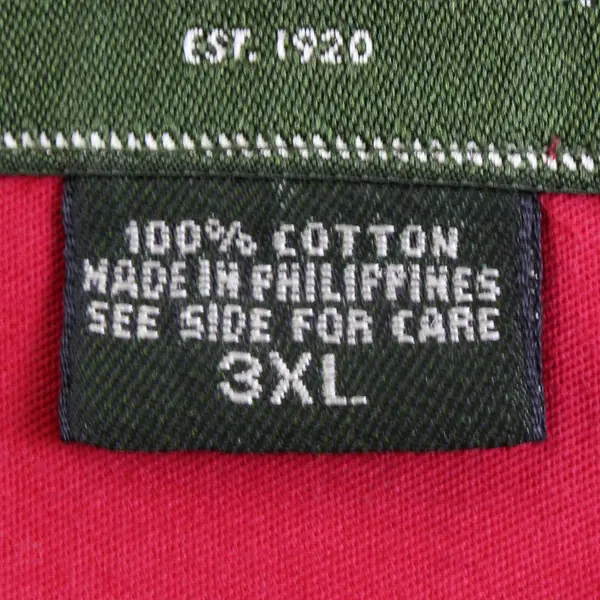 EST. 1920
100% COTTON
MADE IN PHILIPPINES
SEE SIDE FOR CARE
3XL